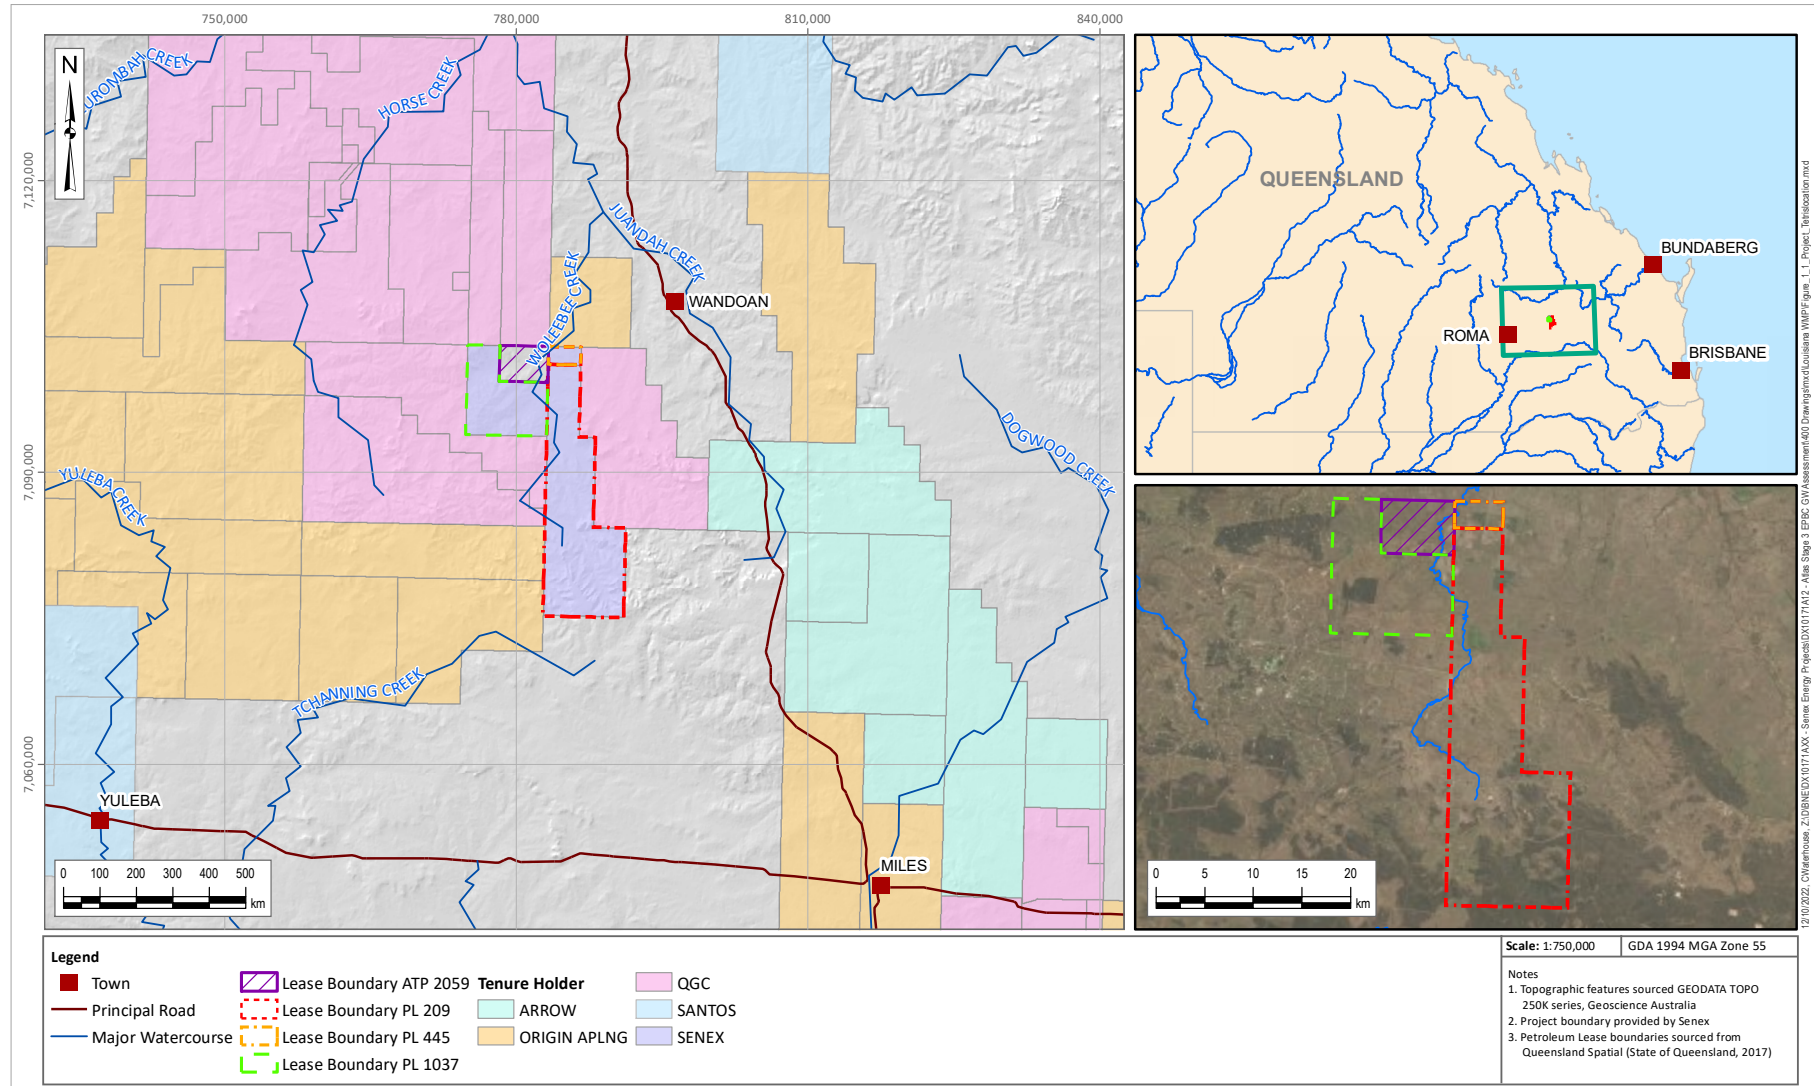 750,000
780,000
810,000
840,000
7,120,000
7,090,000
7,060,000
N
UROMBAH CREEK
HORSE CREEK
JUANDAH CREEK
WOLEEBEE CREEK
WANDOAN
DOGWOOD CREEK
YULEBA CREEK
TCHANNING CREEK
YULEBA
MILES
0 100 200 300 400 500
km
QUEENSLAND
BUNDABERG
ROMA
BRISBANE
0 5 10 15 20
km
Legend
Town
Principal Road
Major Watercourse
Lease Boundary ATP 2059
Lease Boundary PL 209
Lease Boundary PL 445
Lease Boundary PL 1037
Tenure Holder
ARROW
ORIGIN APLNG
QGC
SANTOS
SENEX
Scale: 1:750,000
GDA 1994 MGA Zone 55
Notes
1. Topographic features sourced GEODATA TOPO
250K series, Geoscience Australia
2. Project boundary provided by Senex
3. Petroleum Lease boundaries sourced from
Queensland Spatial (State of Queensland, 2017)